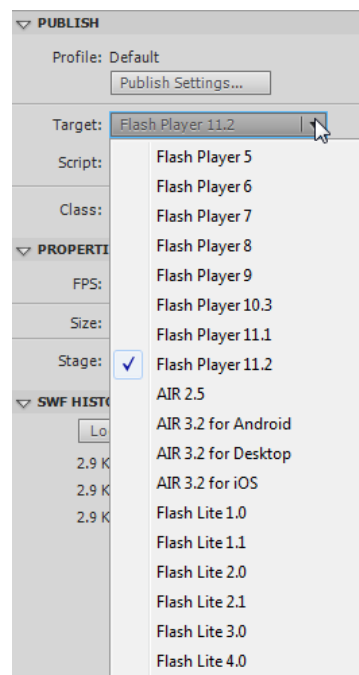 PUBLISH
Profile: Default
Publish Settings...
Target: Flash Player 11.2
Script:
Flash Player 5
Flash Player 6
Class:
Flash Player 7
Flash Player 8
PROPERTI
Flash Player 9
FPS:
Flash Player 10.3
Size:
Flash Player 11.1
Stage:
Flash Player 11.2
AIR 2.5
SWF HISTO
AIR 3.2 for Android
Lo
AIR 3.2 for Desktop
2.9 K
AIR 3.2 for iOS
2.9 K
Flash Lite 1.0
2.9 K
Flash Lite 1.1
Flash Lite 2.0
Flash Lite 2.1
Flash Lite 3.0
Flash Lite 4.0